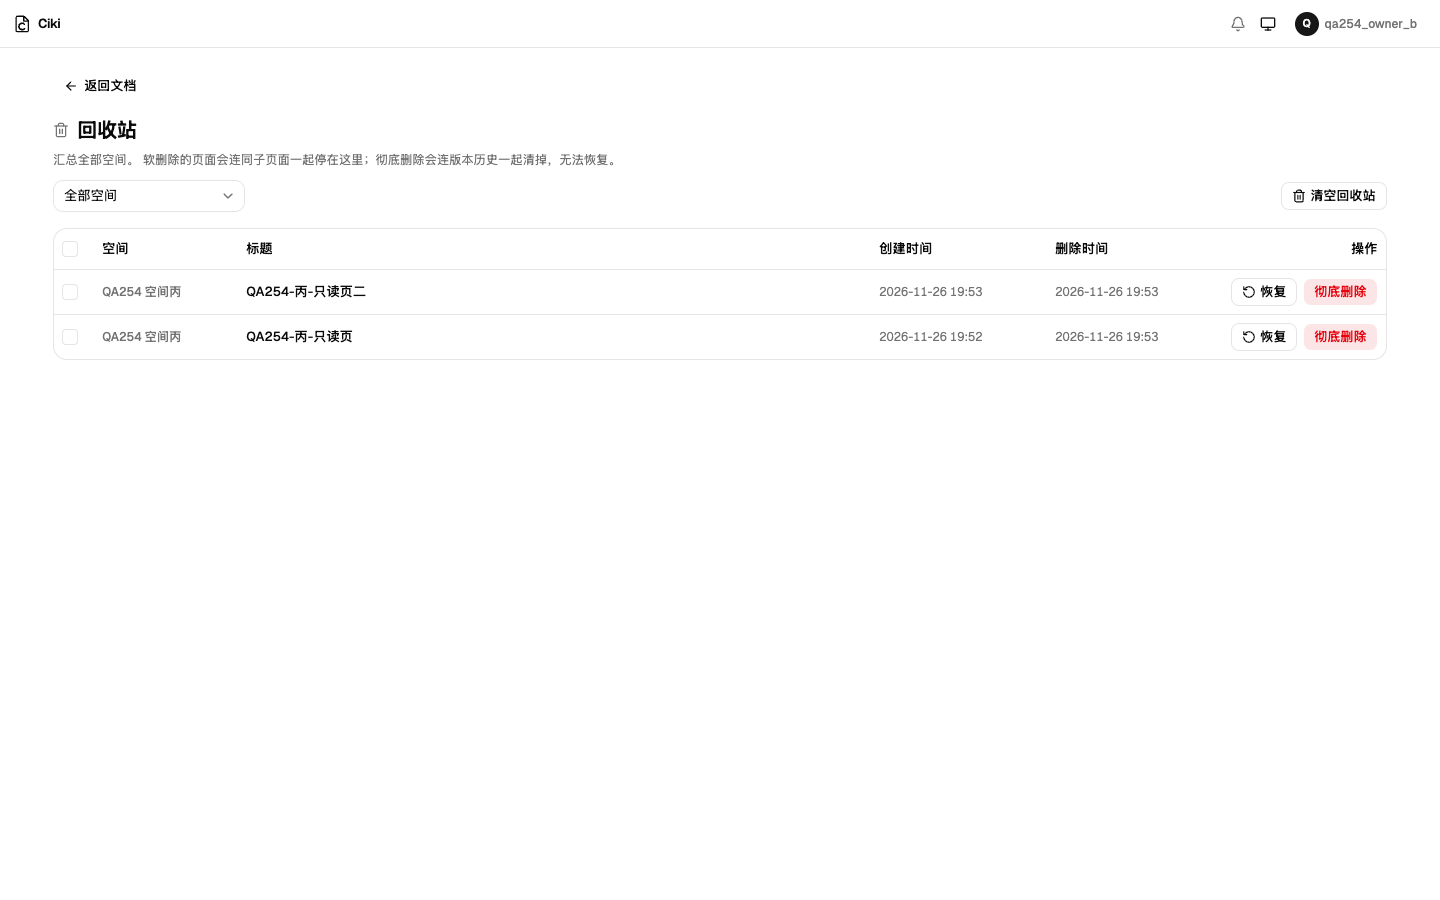 Ciki
Q qa254_owner_b
返回文档
回收站
汇总全部空间。 软删除的页面会连同子页面一起停在这里；彻底删除会连版本历史一起清掉，无法恢复。
全部空间
清空回收站
空间 标题 创建时间 删除时间 操作
QA254 空间丙 QA254-丙-只读页二 2026-11-26 19:53 2026-11-26 19:53 恢复 彻底删除
QA254 空间丙 QA254-丙-只读页 2026-11-26 19:52 2026-11-26 19:53 恢复 彻底删除